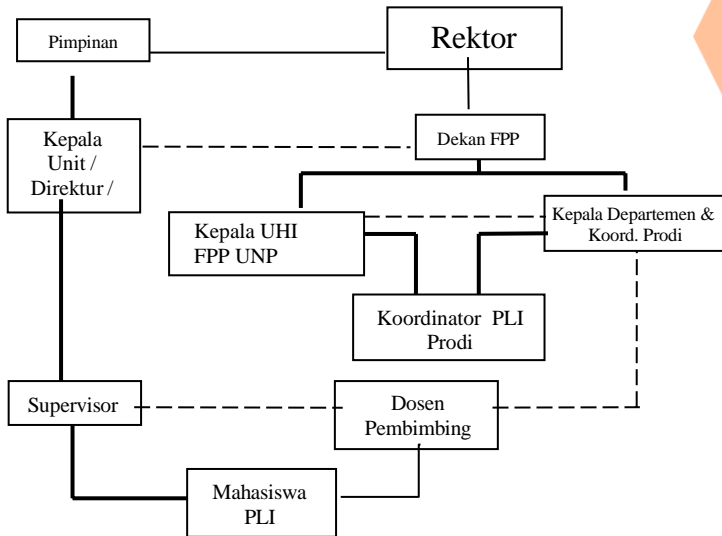 Pimpinan
Rektor
Kepala
Unit /
Direktur /
Dekan FPP
Kepala UHI
FPP UNP
Kepala Departemen &
Koord. Prodi
Koordinator PLI
Prodi
Supervisor
Dosen
Pembimbing
Mahasiswa
PLI